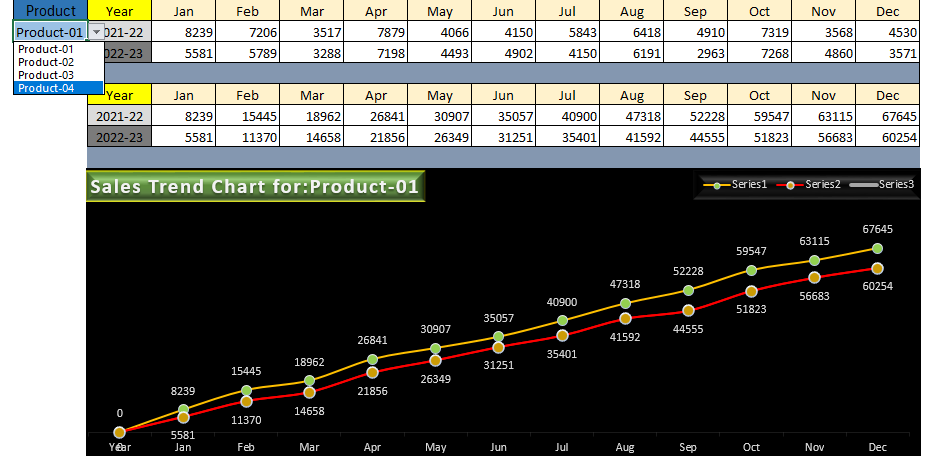 Product Year Jan Feb Mar Apr May Jun Jul Aug Sep Oct Nov Dec
Product-01 2021-22 8239 7206 3517 7879 4066 4150 5843 6418 4910 7319 3568 4530
Product-01
2022-23 5581 5789 3288 7198 4493 4902 4150 6191 2963 7268 4860 3571
Product-02
Product-03
Product-04
Year Jan Feb Mar Apr May Jun Jul Aug Sep Oct Nov Dec
2021-22 8239 15445 18962 26841 30907 35057 40900 47318 52228 59547 63115 67645
2022-23 5581 11370 14658 21856 26349 31251 35401 41592 44555 51823 56683 60254
Sales Trend Chart for:Product-01
Series1 Series2 Series3
0 8239 15445 18962 26841 30907 35057 40900 47318 52228 59547 63115 67645
5581 11370 14658 21856 26349 31251 35401 41592 44555 51823 56683 60254
Year Jan Feb Mar Apr May Jun Jul Aug Sep Oct Nov Dec